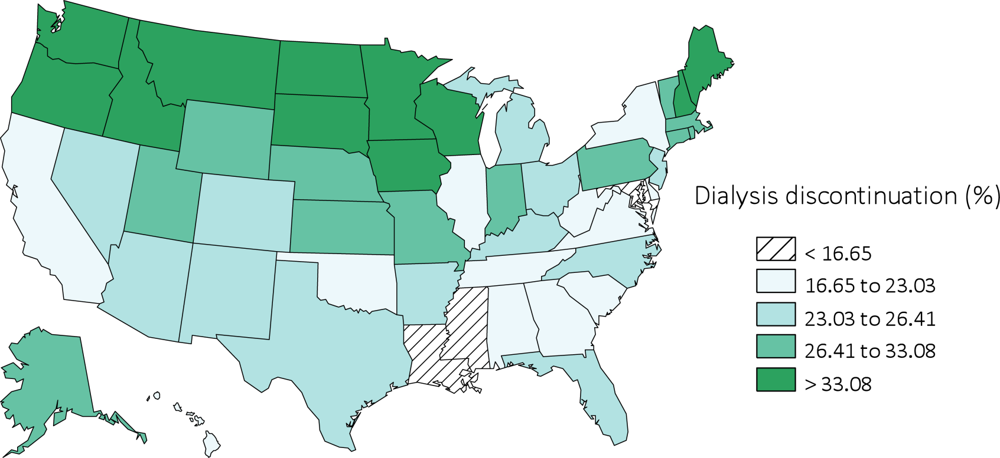 Dialysis discontinuation (%)
< 16.65
16.65 to 23.03
23.03 to 26.41
26.41 to 33.08
> 33.08